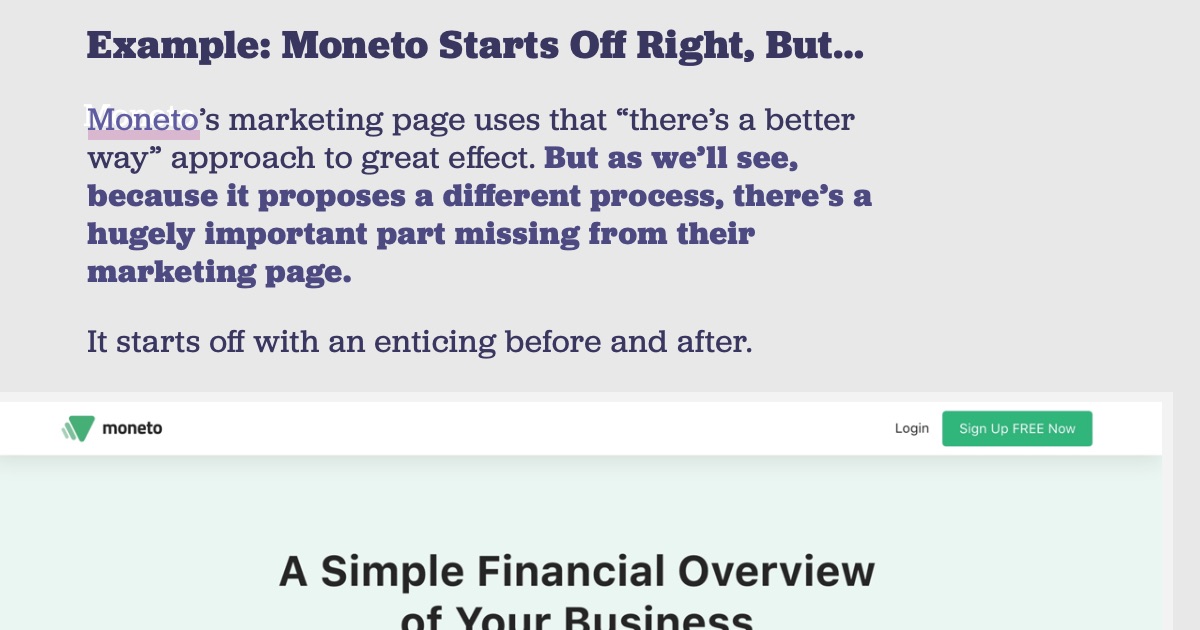 Example: Moneto Starts Off Right, But...
Moneto’s marketing page uses that “there’s a better
way” approach to great effect. But as we’ll see,
because it proposes a different process, there’s a
hugely important part missing from their
marketing page.
It starts off with an enticing before and after.
moneto
Login
Sign Up FREE Now
A Simple Financial Overview
of Your Business